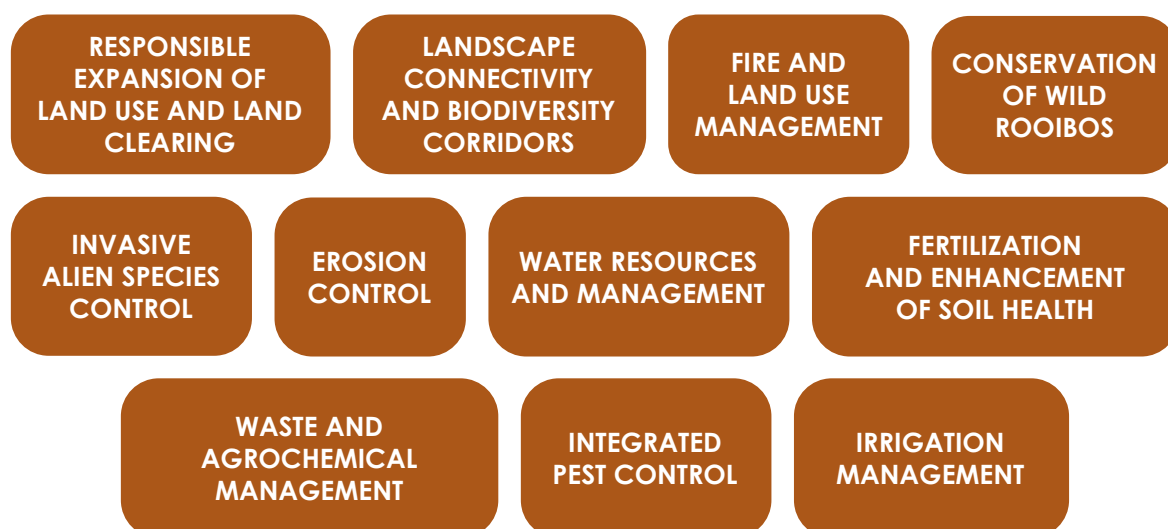 RESPONSIBLE
EXPANSION OF
LAND USE AND LAND
CLEARING
LANDSCAPE
CONNECTIVITY
AND BIODIVERSITY
CORRIDORS
FIRE AND
LAND USE
MANAGEMENT
CONSERVATION
OF WILD
ROOIBOS
INVASIVE
ALIEN SPECIES
CONTROL
EROSION
CONTROL
WATER RESOURCES
AND MANAGEMENT
FERTILIZATION
AND ENHANCEMENT
OF SOIL HEALTH
WASTE AND
AGROCHEMICAL
MANAGEMENT
INTEGRATED
PEST CONTROL
IRRIGATION
MANAGEMENT